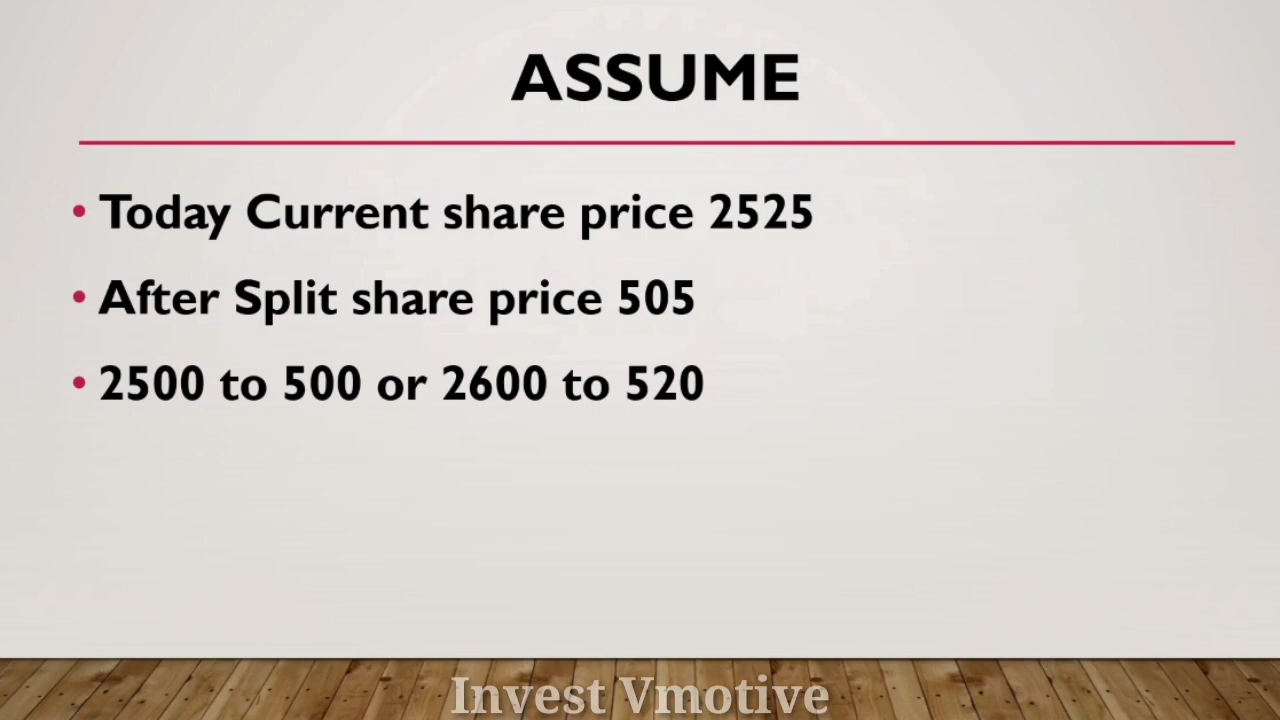 ASSUME
• Today Current share price 2525
• After Split share price 505
• 2500 to 500 or 2600 to 520
Invest Vmotive